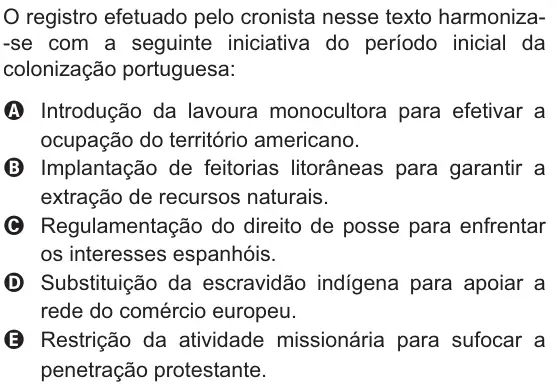 O registro efetuado pelo cronista nesse texto harmoniza-
-se com a seguinte iniciativa do período inicial da
colonização portuguesa:
A Introdução da lavoura monocultora para efetivar a
ocupação do território americano.
B Implantação de feitorias litorâneas para garantir a
extração de recursos naturais.
C Regulamentação do direito de posse para enfrentar
os interesses espanhóis.
D Substituição da escravidão indígena para apoiar a
rede do comércio europeu.
E Restrição da atividade missionária para sufocar a
penetração protestante.